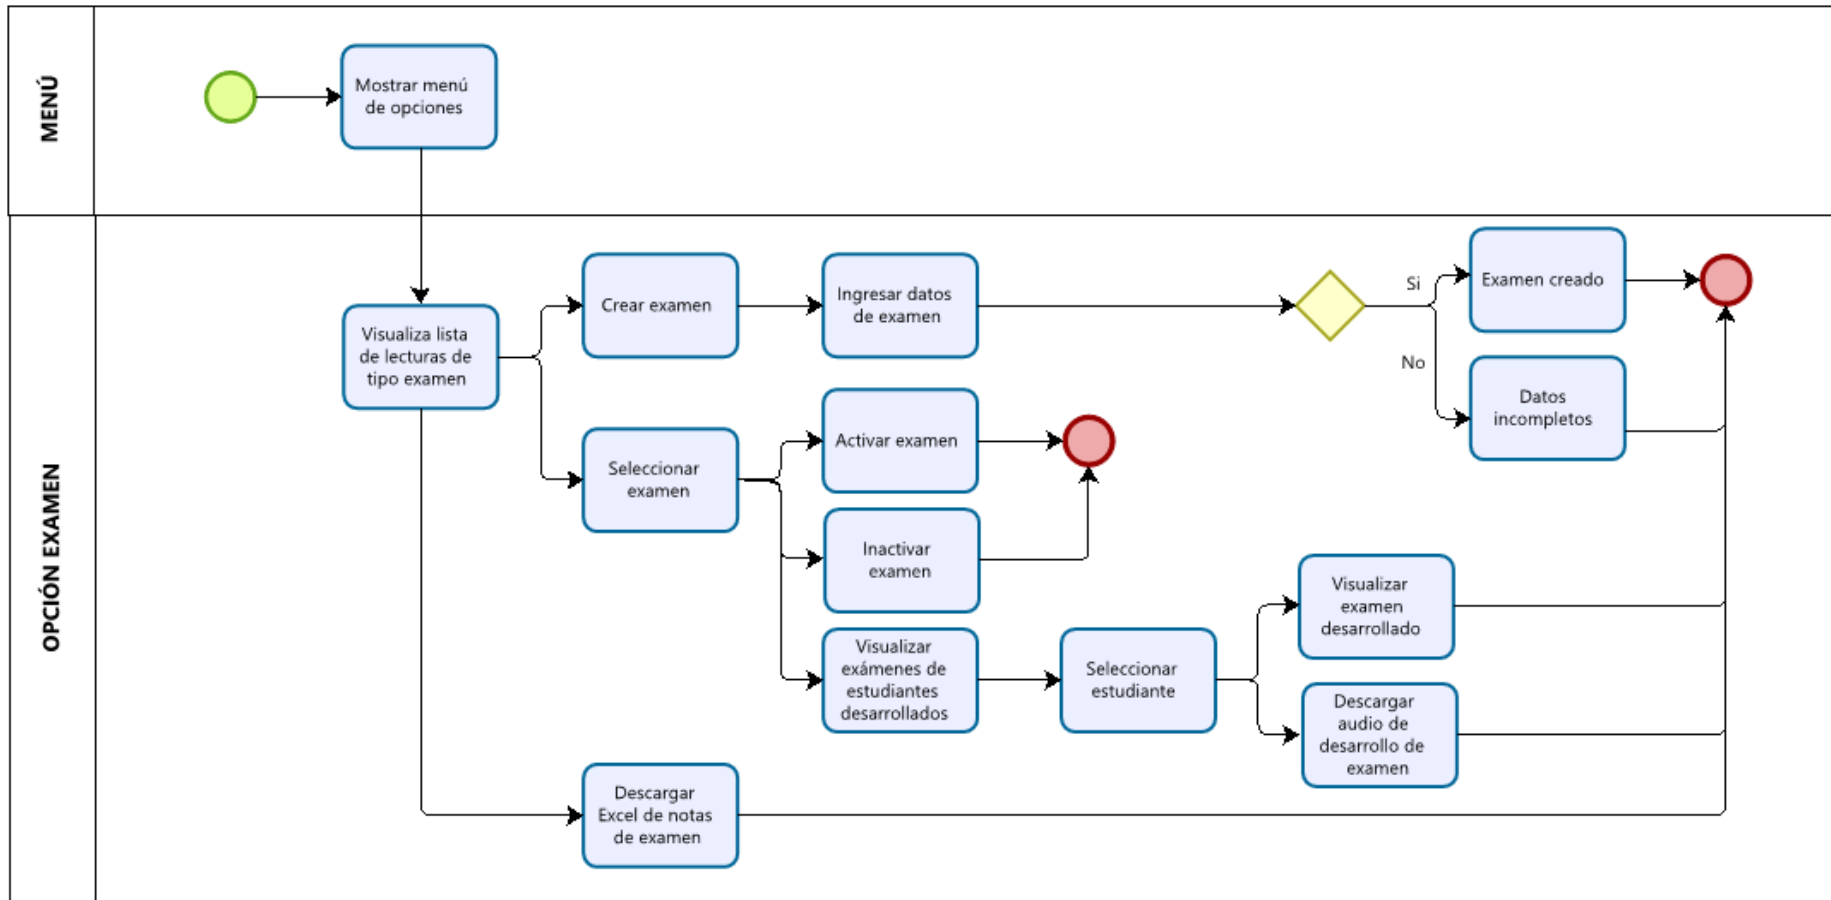 MENÚ
Mostrar menú
de opciones
OPCIÓN EXAMEN
Visualiza lista
de lecturas de
tipo examen
Crear examen
Ingresar datos
de examen
Si
No
Examen creado
Datos
incompletos
Seleccionar
examen
Activar examen
Inactivar
examen
Visualizar
exámenes de
estudiantes
desarrollados
Seleccionar
estudiante
Visualizar
examen
desarrollado
Descargar
audio de
desarrollo de
examen
Descargar
Excel de notas
de examen